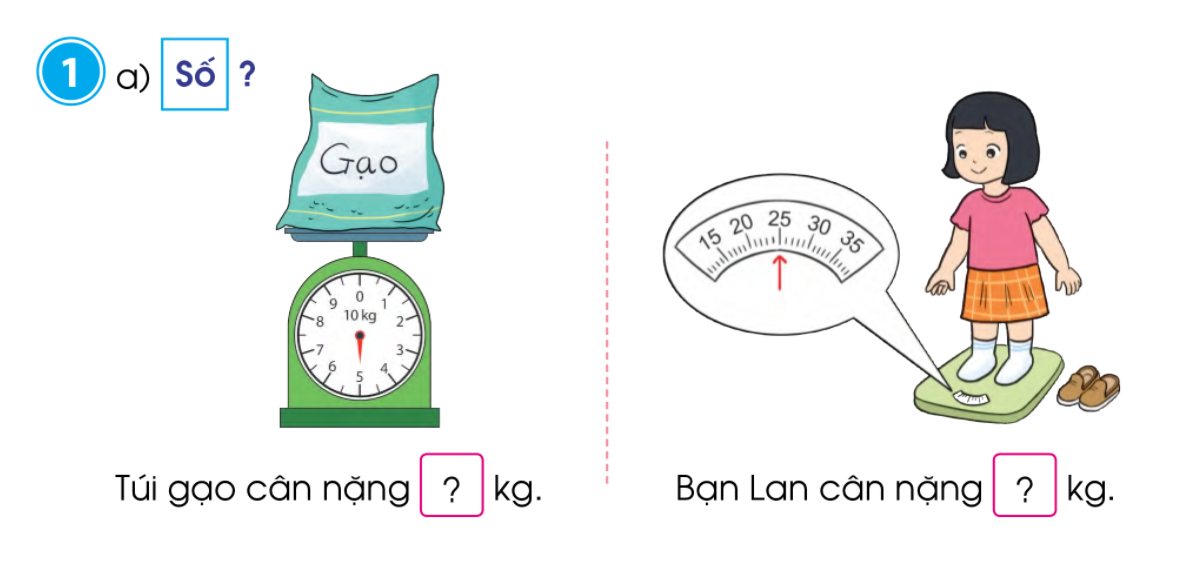 1 a) Số ?
Gạo
0
1
2
3
4
5
6
7
8
9
10 kg
15 20 25 30 35
Túi gạo cân nặng ? kg.
Bạn Lan cân nặng ? kg.